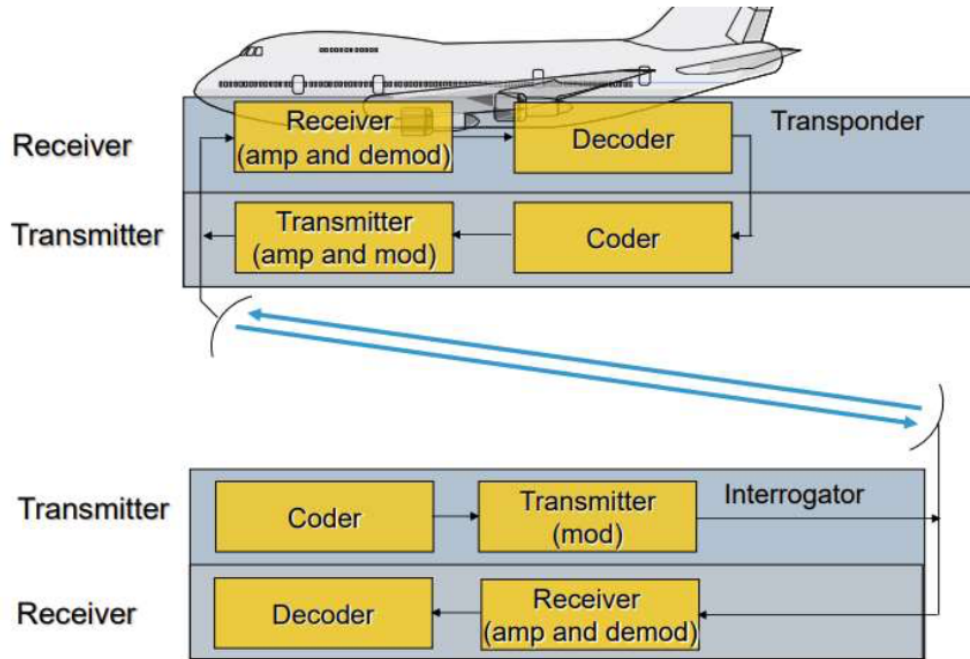 Receiver
Receiver
(amp and demod)
Decoder
Transponder
Transmitter
Transmitter
(amp and mod)
Coder
Transmitter
Coder
Transmitter
(mod)
Interrogator
Receiver
Decoder
Receiver
(amp and demod)